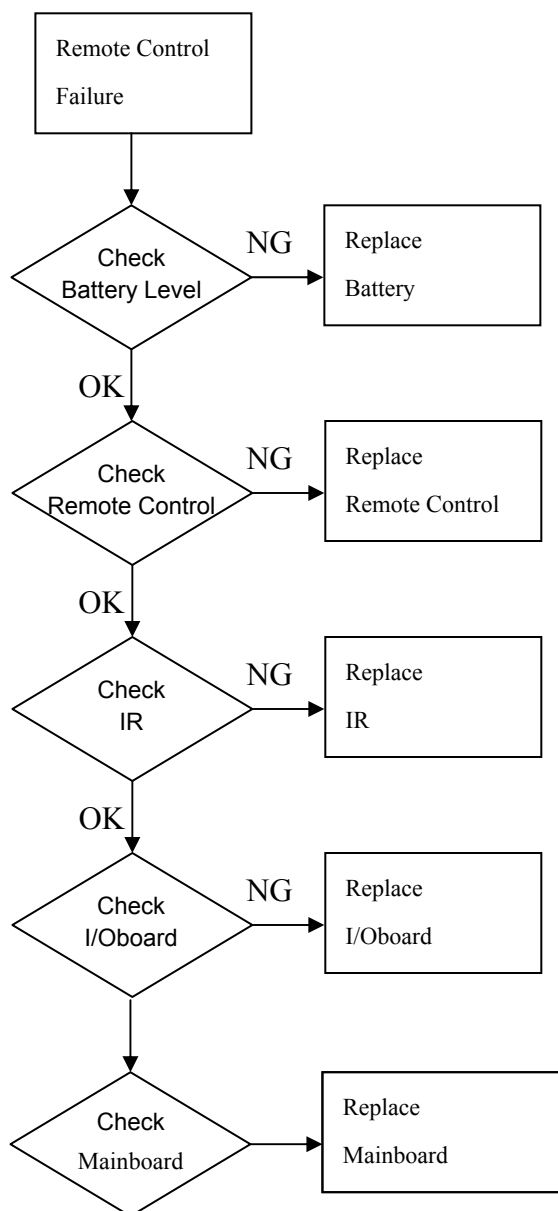 Remote Control
Failure
Check
Battery Level
NG
Replace
Battery
OK
Check
Remote Control
NG
Replace
Remote Control
OK
Check
IR
NG
Replace
IR
OK
Check
I/Oboard
NG
Replace
I/Oboard
Check
Mainboard
Replace
Mainboard